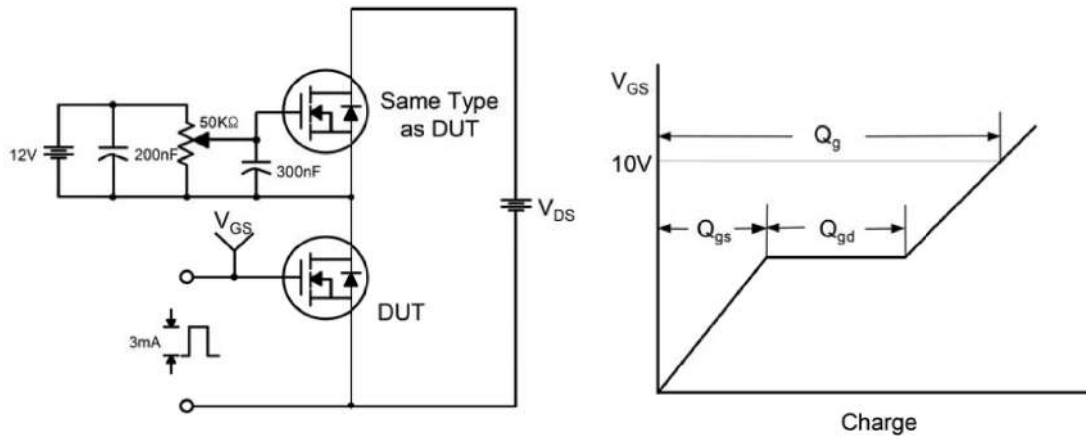 Same Type
as DUT
50KΩ
12V
200nF
300nF
V_GS
V_DS
DUT
3mA
V_GS
Q_g
10V
Q_gs
Q_gd
Charge